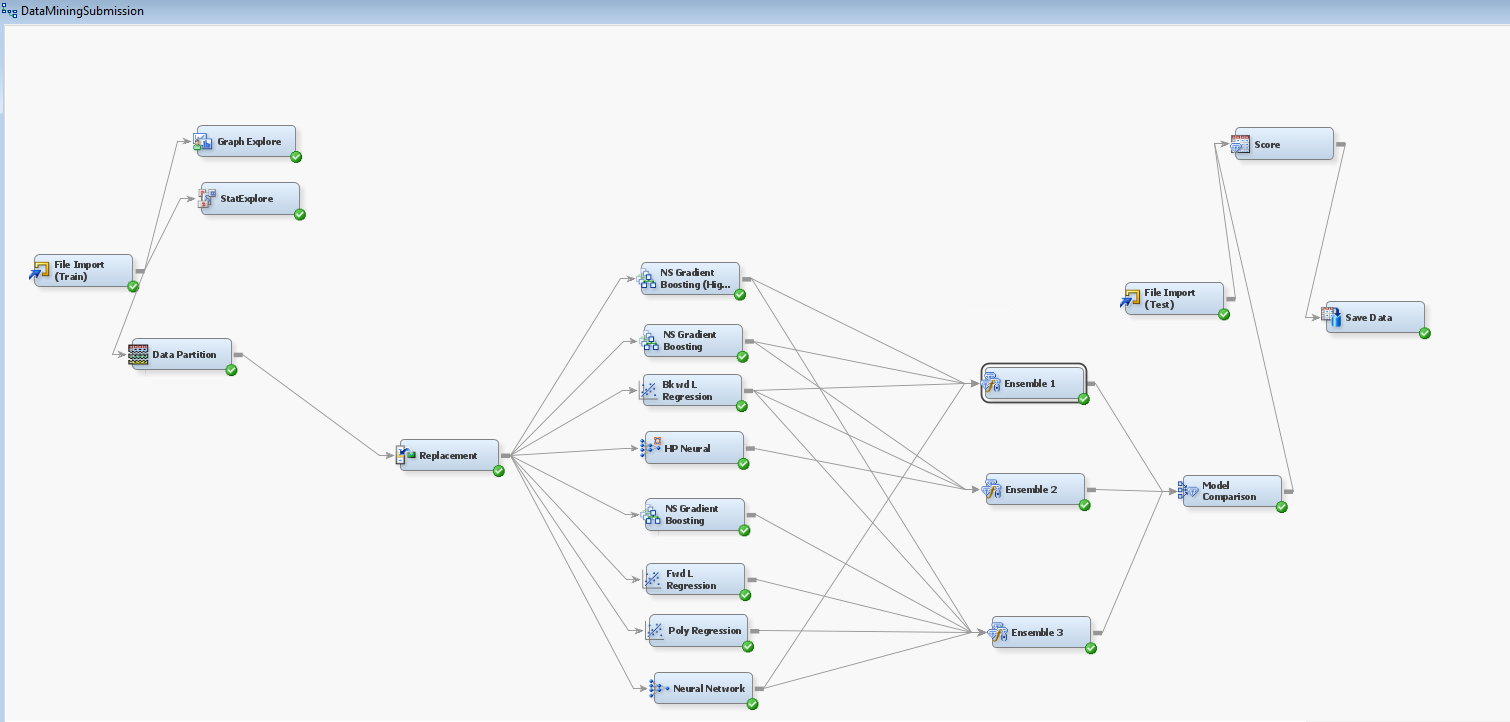 DataMiningSubmission
Graph Explore
StatExplore
File Import
(Train)
Data Partition
Replacement
NS Gradient
Boosting (Hig...
NS Gradient
Boosting
Bkwd L
Regression
HP Neural
NS Gradient
Boosting
Fwd L
Regression
Poly Regression
Neural Network
Ensemble 1
Ensemble 2
Ensemble 3
Model
Comparison
File Import
(Test)
Score
Save Data